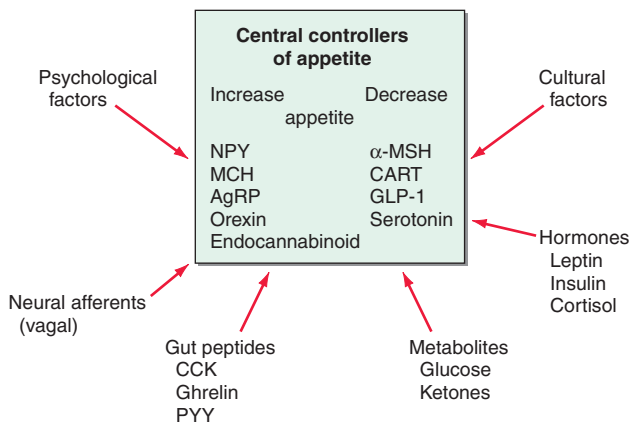 Central controllers
of appetite
Psychological
factors
Cultural
factors
Increase Decrease
appetite
NPY α-MSH
MCH CART
AgRP GLP-1
Orexin Serotonin
Endocannabinoid
Hormones
Leptin
Insulin
Cortisol
Neural afferents
(vagal)
Gut peptides
CCK
Ghrelin
PYY
Metabolites
Glucose
Ketones